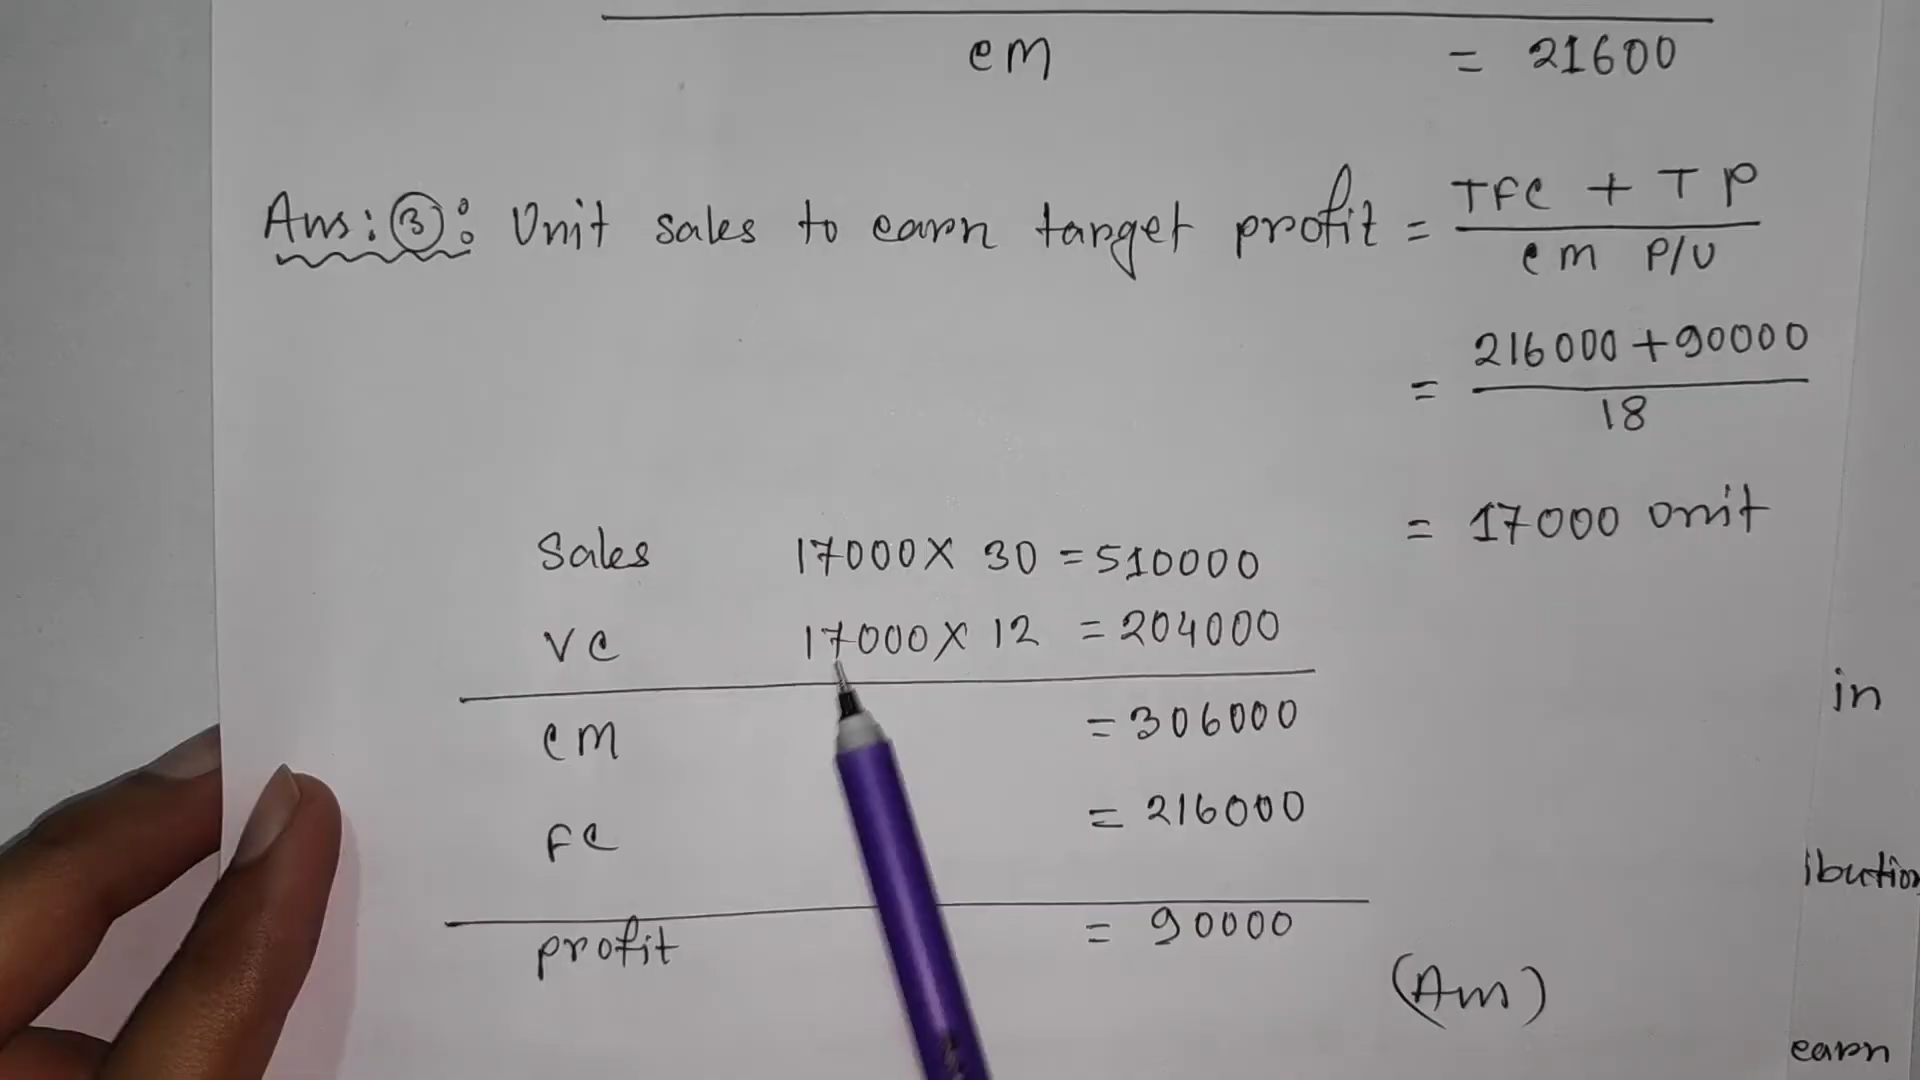 CM = 21600
Ans: ③: Unit sales to earn target profit = TFC + TP / CM P/U
= 216000 + 90000 / 18
= 17000 unit
Sales 17000 X 30 = 510000
VC 17000 X 12 = 204000
CM = 306000
in
FC = 216000
ibution
profit = 90000
(Ans)
earn